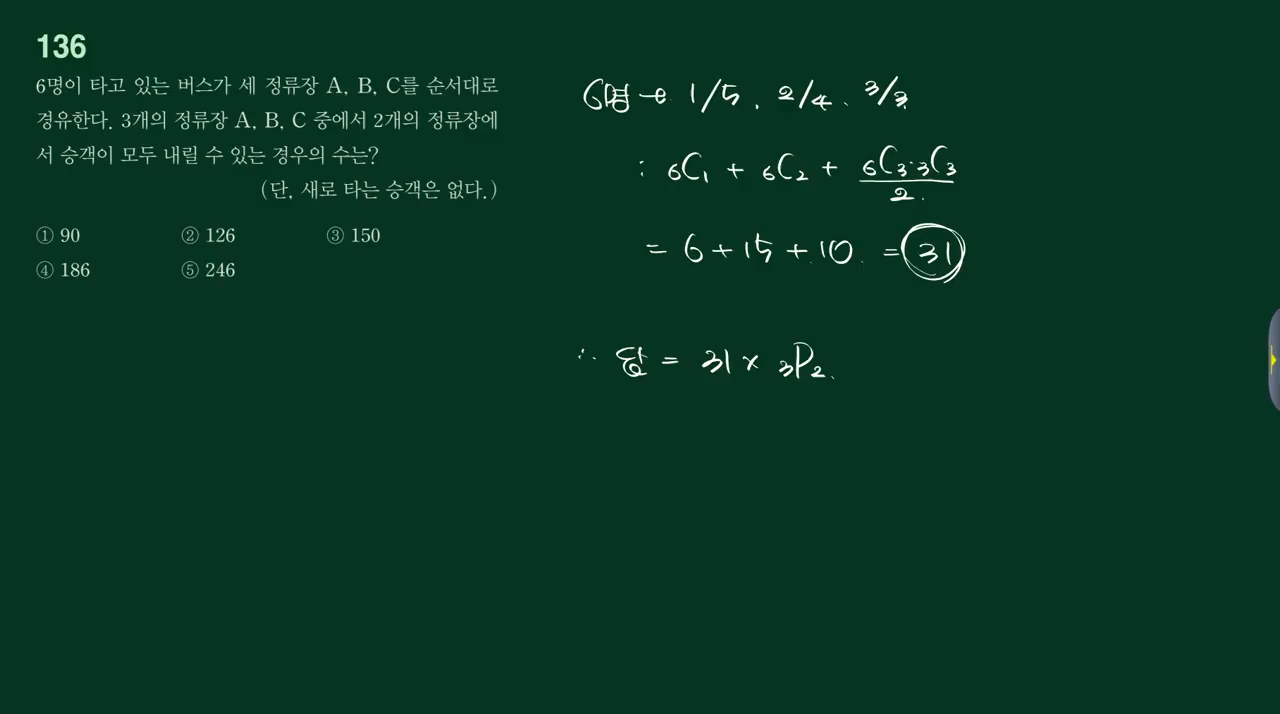 136
6명이 타고 있는 버스가 세 정류장 A, B, C를 순서대로
경유한다. 3개의 정류장 A, B, C 중에서 2개의 정류장에
서 승객이 모두 내릴 수 있는 경우의 수는?
(단, 새로 타는 승객은 없다.)
① 90 ② 126 ③ 150
④ 186 ⑤ 246
6명 → 1/5, 2/4, 3/3
: ₆C₁ + ₆C₂ + ₆C₃·₃C₃/2
= 6 + 15 + 10 = 31
∴ 답 = 31 × ₃P₂.